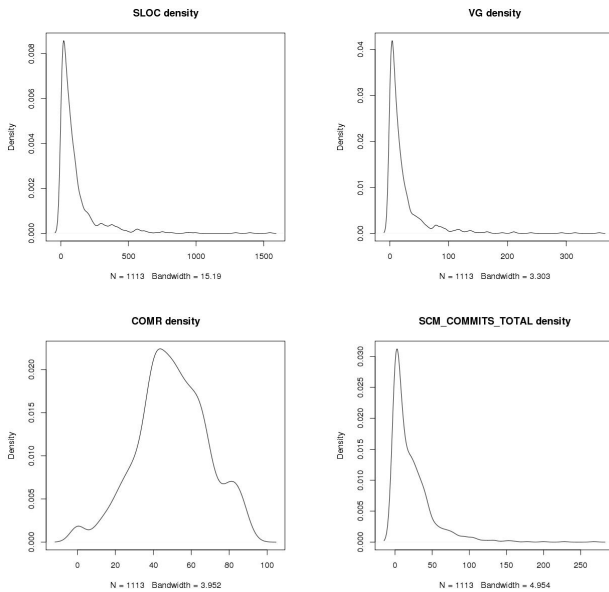 SLOC density
Density
0.000 0.002 0.004 0.006 0.008
0 500 1000 1500
N = 1113 Bandwidth = 15.19
VG density
Density
0.00 0.01 0.02 0.03 0.04
0 100 200 300
N = 1113 Bandwidth = 3.303
COMR density
Density
0.000 0.005 0.010 0.015 0.020
0 20 40 60 80 100
N = 1113 Bandwidth = 3.952
SCM_COMMITS_TOTAL density
Density
0.000 0.005 0.010 0.015 0.020 0.025 0.030
0 50 100 150 200 250
N = 1113 Bandwidth = 4.954